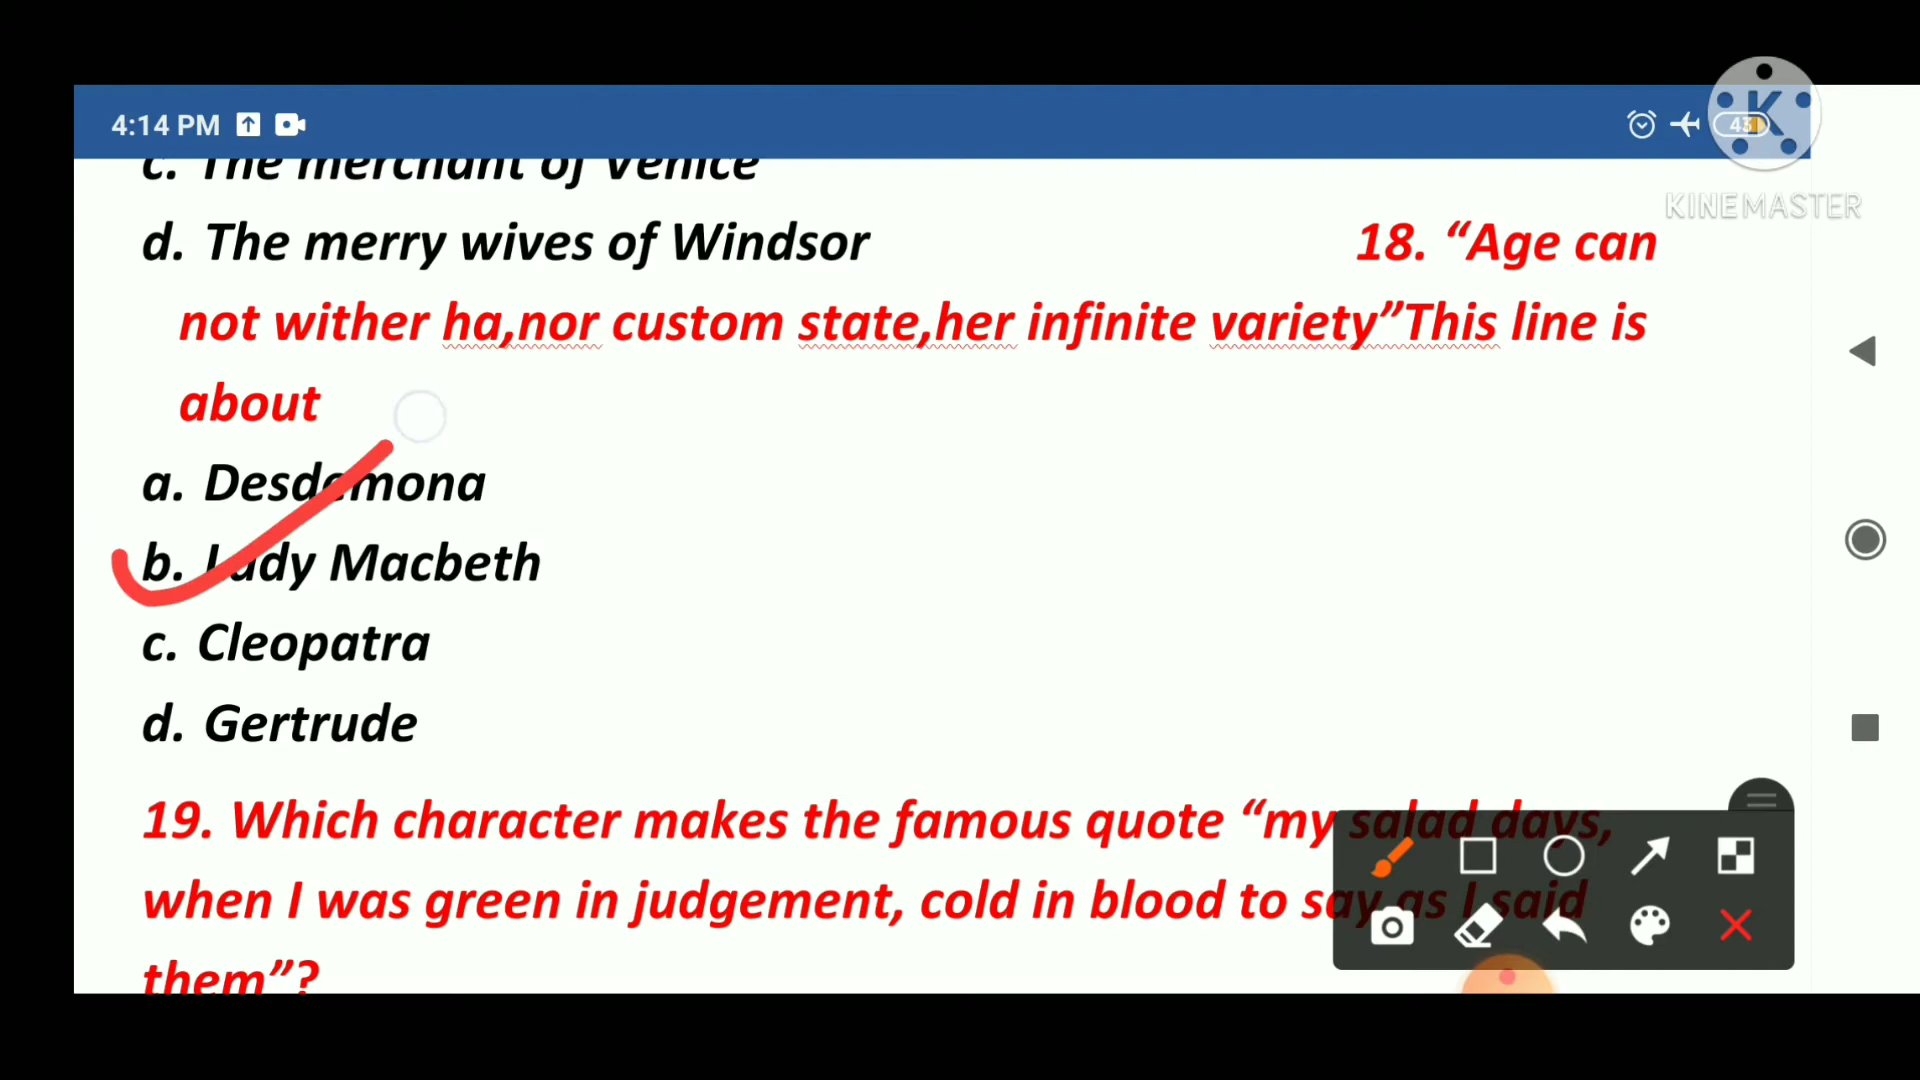 4:14 PM
43
K
KINEMASTER
c. The merchant of Venice
d. The merry wives of Windsor
18. “Age can
not wither ha,nor custom state,her infinite variety”This line is
about
a. Desdemona
b. Lady Macbeth
c. Cleopatra
d. Gertrude
19. Which character makes the famous quote “my salad days,
when I was green in judgement, cold in blood to say,as I said
them”?